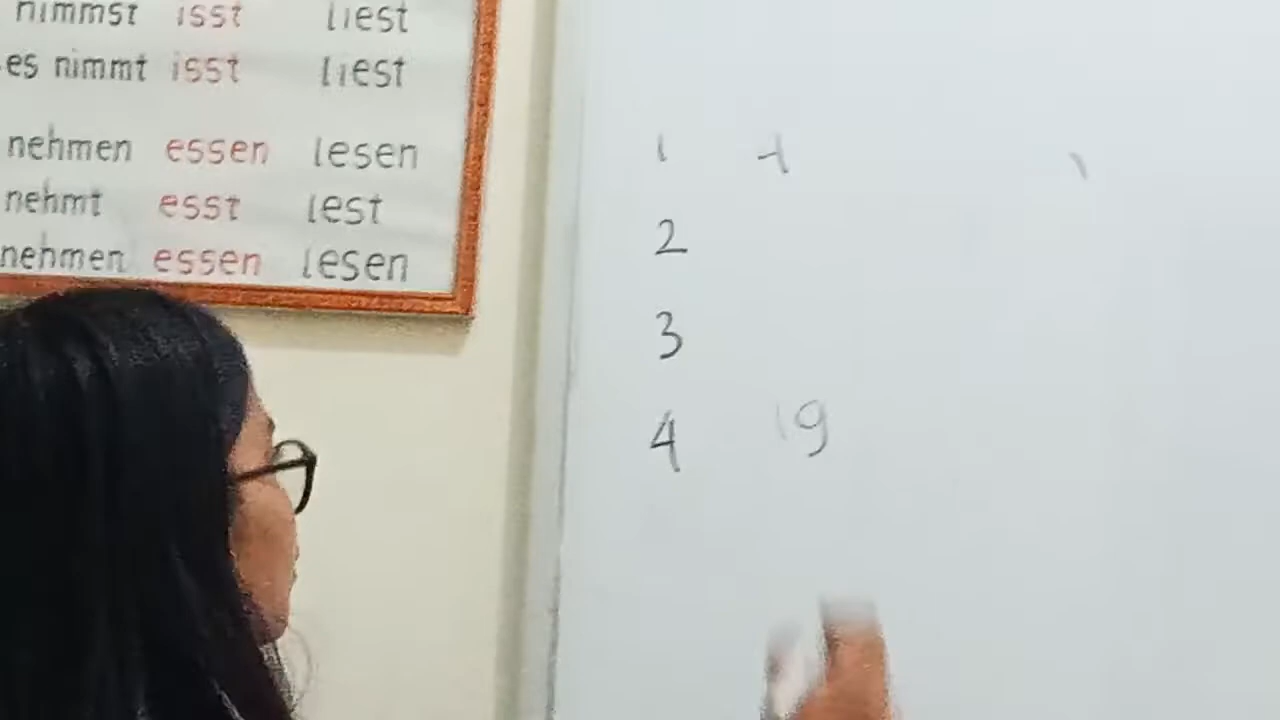 nimmst isst liest
es nimmt isst liest
nehmen essen lesen
nehmt esst lest
nehmen essen lesen
1
2
3
4 19